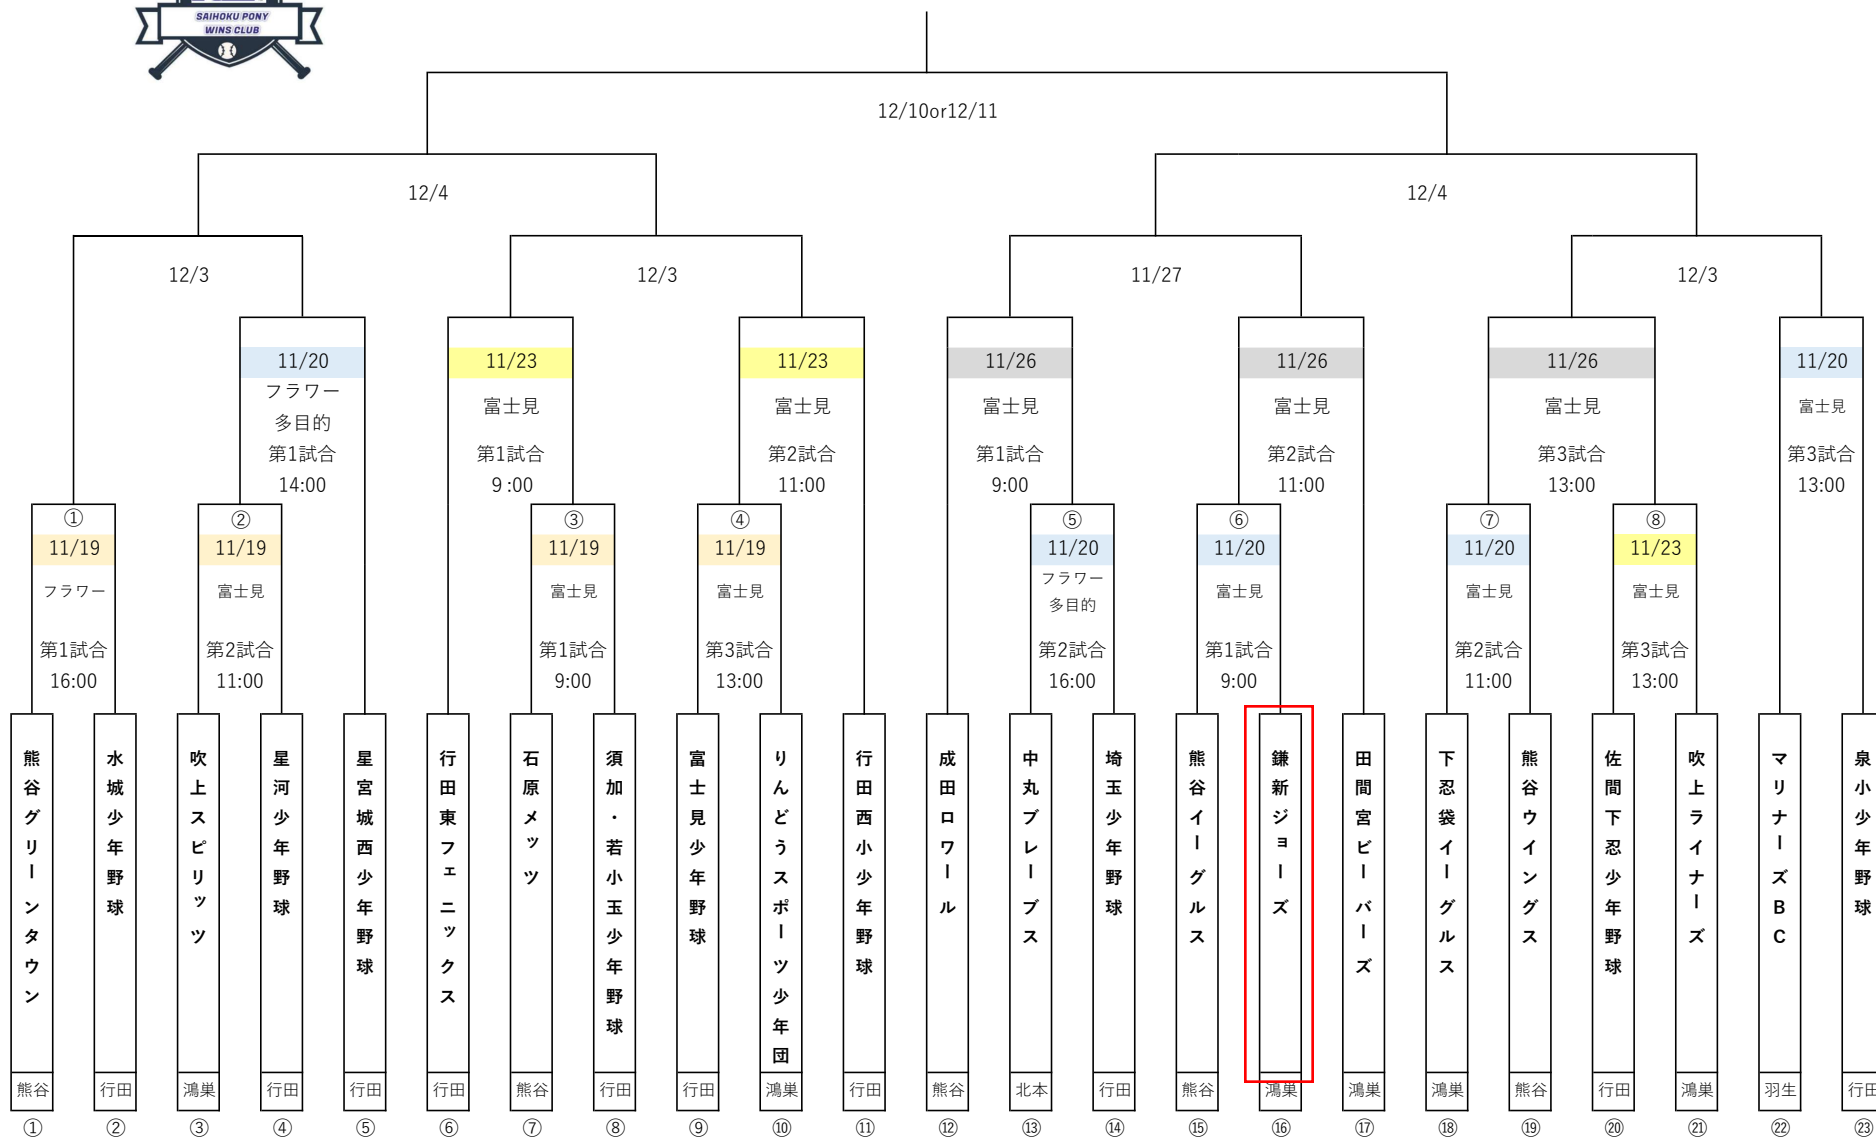 SAIHOKU PONY
WINS CLUB
12/10or12/11
12/4
12/4
12/3
12/3
11/27
12/3
11/20
フラワー
多目的
第1試合
14:00
11/23
富士見
第1試合
9:00
11/23
富士見
第2試合
11:00
11/26
富士見
第1試合
9:00
11/26
富士見
第2試合
11:00
11/26
富士見
第3試合
13:00
11/20
富士見
第3試合
13:00
①
11/19
フラワー
第1試合
16:00
②
11/19
富士見
第2試合
11:00
③
11/19
富士見
第1試合
9:00
④
11/19
富士見
第3試合
13:00
⑤
11/20
フラワー
多目的
第2試合
16:00
⑥
11/20
富士見
第1試合
9:00
⑦
11/20
富士見
第2試合
11:00
⑧
11/23
富士見
第3試合
13:00
熊谷グリーンタウン
熊谷
①
水城少年野球
行田
②
吹上スピリッツ
鴻巣
③
星河少年野球
行田
④
星宮城西少年野球
行田
⑤
行田東フェニックス
行田
⑥
石原メッツ
熊谷
⑦
須加・若小玉少年野球
行田
⑧
富士見少年野球
行田
⑨
りんどうスポーツ少年団
鴻巣
⑩
行田西小少年野球
行田
⑪
成田ロワール
熊谷
⑫
中丸ブレーブス
北本
⑬
埼玉少年野球
行田
⑭
熊谷イーグルス
熊谷
⑮
鎌新ジョーズ
鴻巣
⑯
田間宮ビーバーズ
鴻巣
⑰
下忍袋イーグルス
鴻巣
⑱
熊谷ウイングス
熊谷
⑲
佐間下忍少年野球
行田
⑳
吹上ライナーズ
鴻巣
㉑
マリナーズBC
羽生
㉒
泉小少年野球
行田
㉓